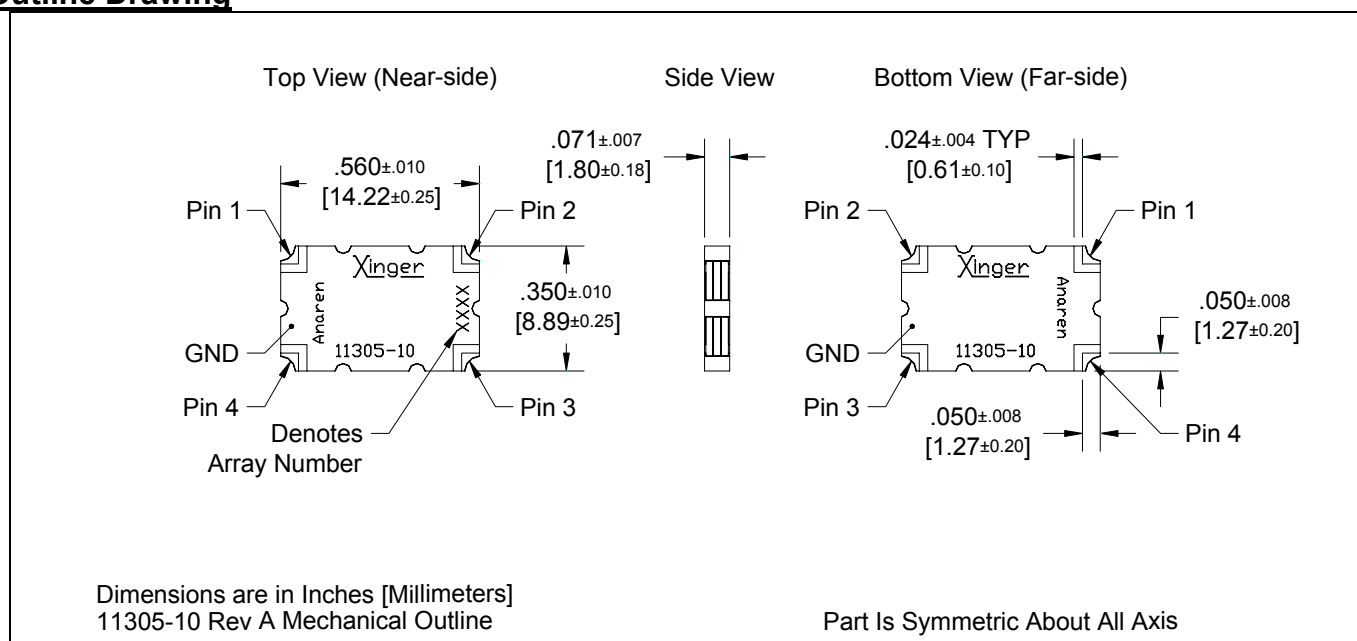 Outline Drawing
Top View (Near-side)
Side View
Bottom View (Far-side)
.560±.010
[14.22±0.25]
.071±.007
[1.80±0.18]
.024±.004 TYP
[0.61±0.10]
Pin 1
Pin 2
Pin 2
Pin 1
Xinger
Anaren
XXXX
11305-10
.350±.010
[8.89±0.25]
Xinger
Anaren
11305-10
.050±.008
[1.27±0.20]
GND
GND
Pin 4
Pin 3
Pin 3
Pin 4
Denotes
Array Number
.050±.008
[1.27±0.20]
Dimensions are in Inches [Millimeters]
11305-10 Rev A Mechanical Outline
Part Is Symmetric About All Axis